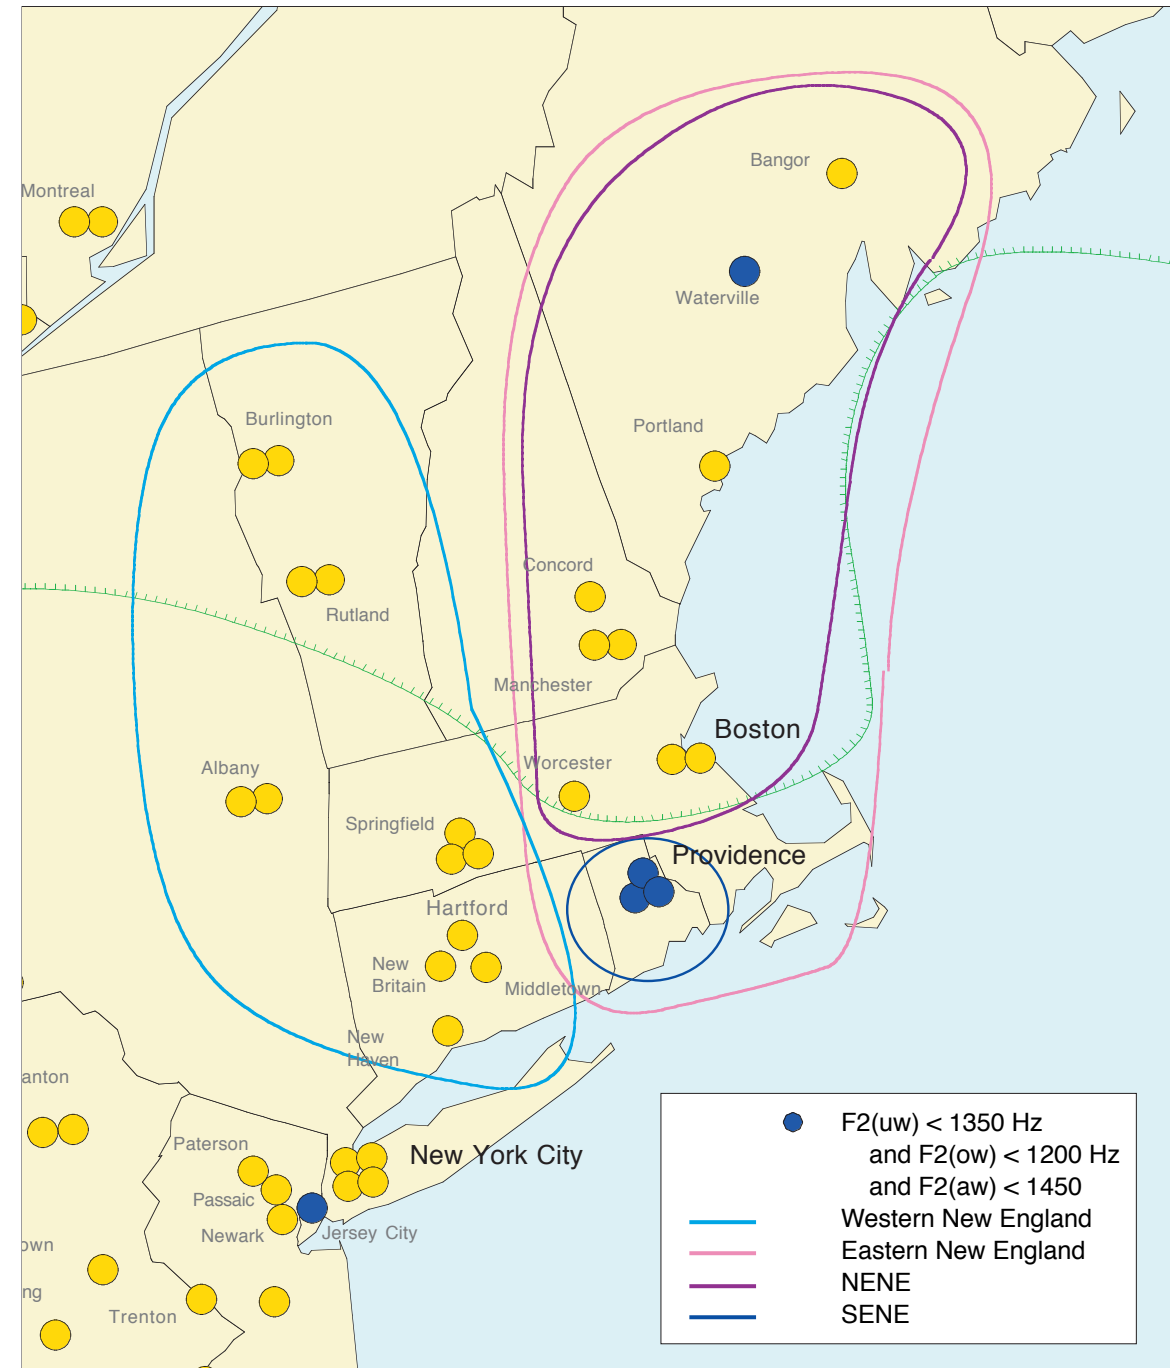 Bangor
Montreal
Waterville
Burlington
Portland
Concord
Rutland
Manchester
Boston
Worcester
Albany
Springfield
Providence
Hartford
New
Britain
Middletown
New
Haven
anton
Paterson
New York City
Passaic
Newark
Jersey City
own
ng
Trenton
F2(uw) < 1350 Hz
and F2(ow) < 1200 Hz
and F2(aw) < 1450
Western New England
Eastern New England
NENE
SENE